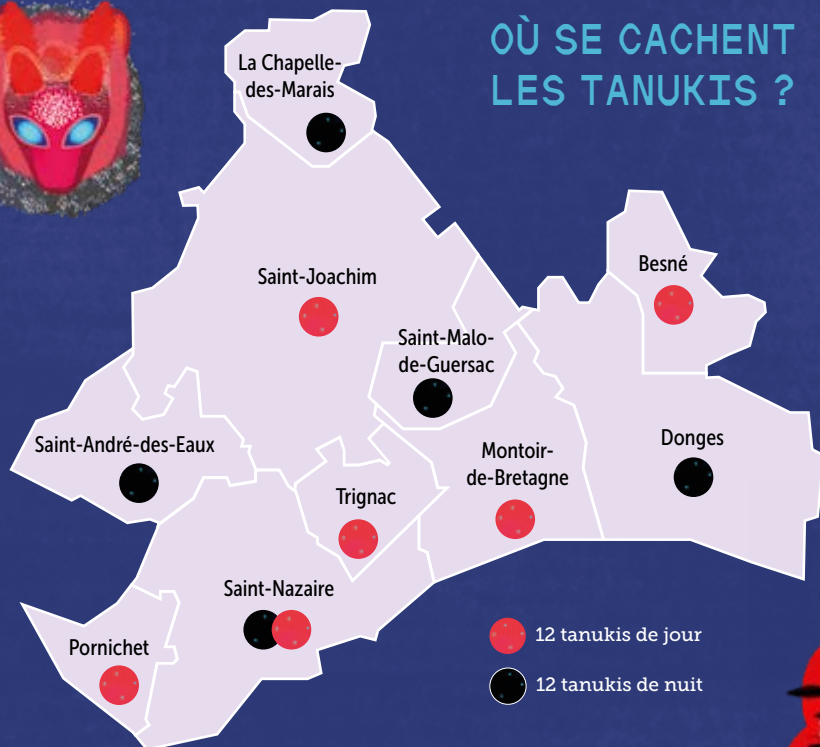 OÙ SE CACHENT
LES TANUKIS ?
La Chapelle-
des-Marais
Saint-Joachim
Besné
Saint-Malo-
de-Guersac
Saint-André-des-Eaux
Montoir-
de-Bretagne
Donges
Trignac
Saint-Nazaire
Pornichet
12 tanukis de jour
12 tanukis de nuit